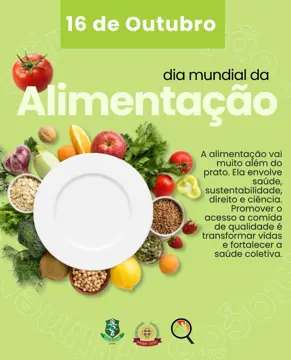 16 de Outubro
dia mundial da
Alimentação
A alimentação vai
muito além do
prato. Ela envolve
saúde,
sustentabilidade,
direito e ciência.
Promover o
acesso a comida
de qualidade é
transformar vidas
e fortalecer a
saúde coletiva.